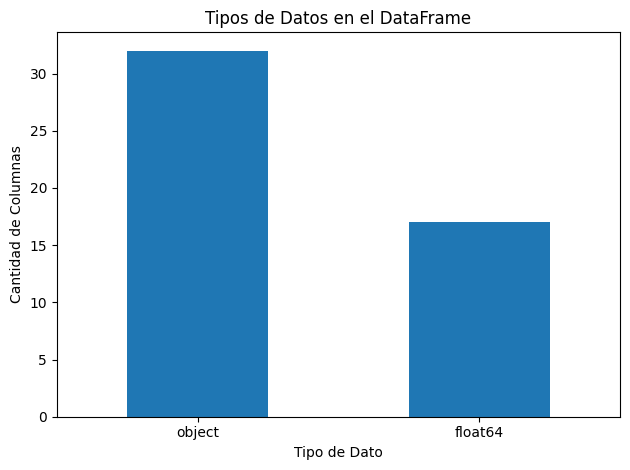 Tipos de Datos en el DataFrame
Cantidad de Columnas
30
25
20
15
10
5
0
object
float64
Tipo de Dato